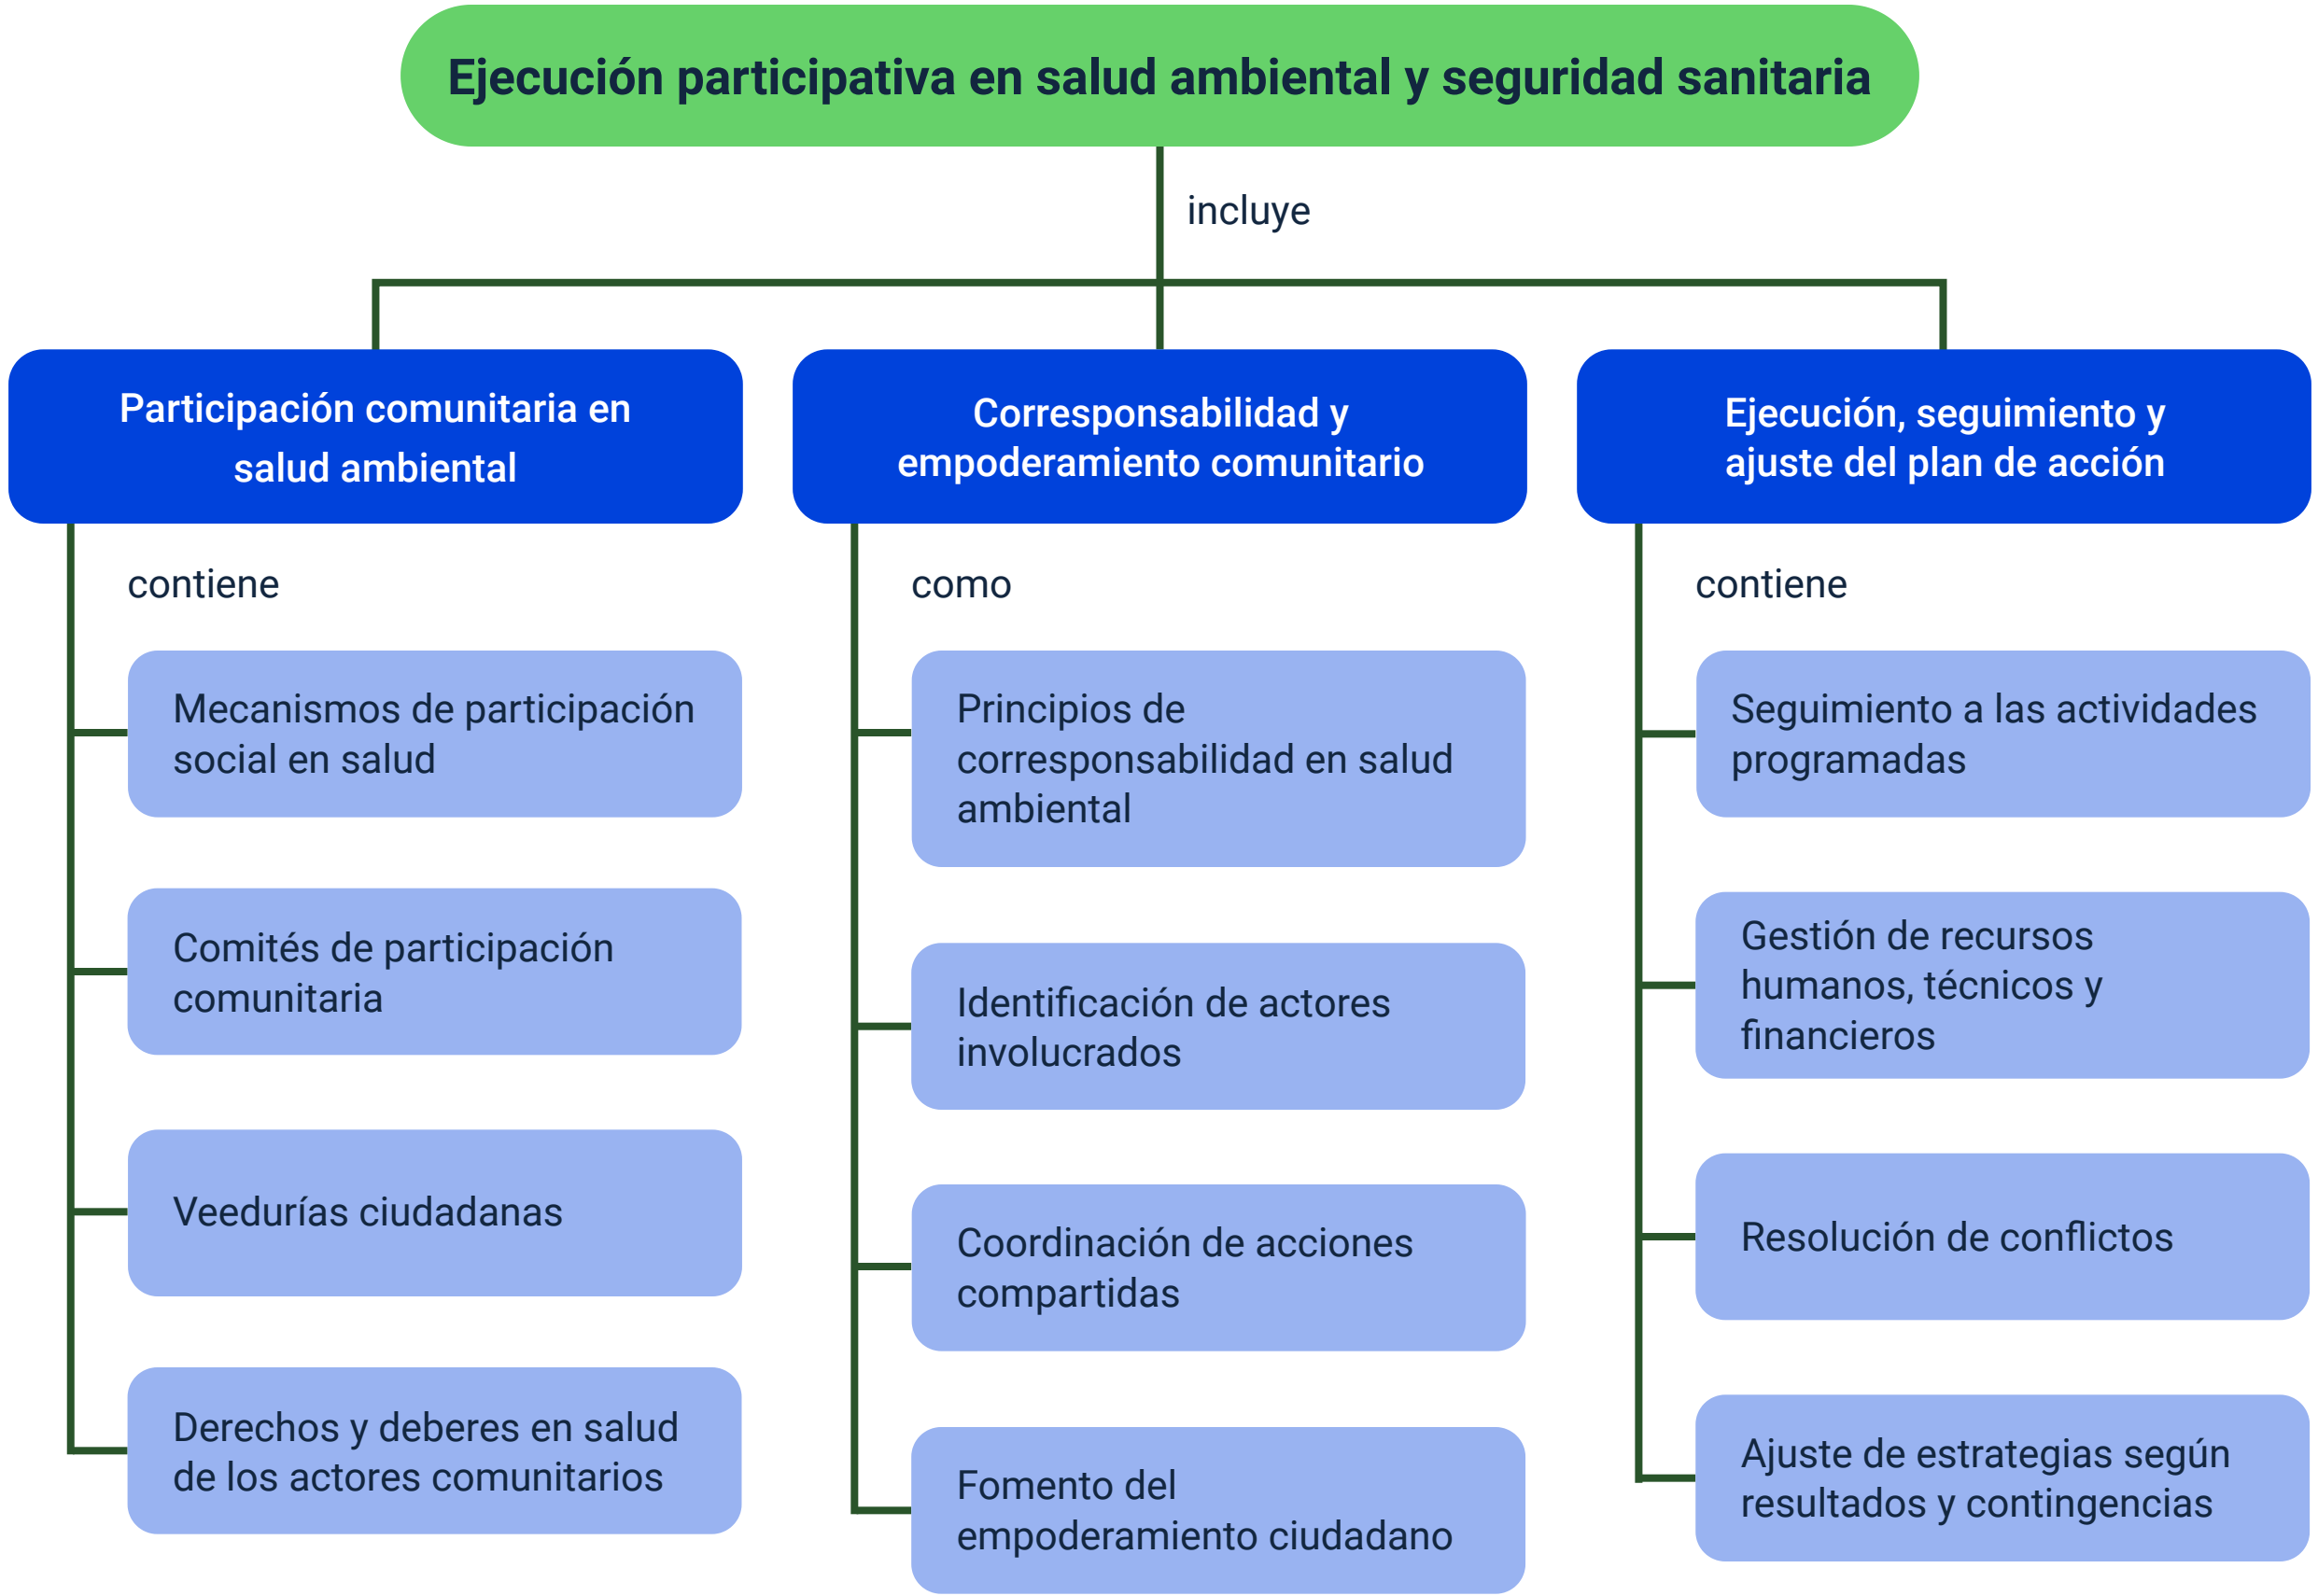 Ejecución participativa en salud ambiental y seguridad sanitaria
incluye
Participación comunitaria en
salud ambiental
contiene
Mecanismos de participación
social en salud
Comités de participación
comunitaria
Veedurías ciudadanas
Derechos y deberes en salud
de los actores comunitarios
Corresponsabilidad y
empoderamiento comunitario
como
Principios de
corresponsabilidad en salud
ambiental
Identificación de actores
involucrados
Coordinación de acciones
compartidas
Fomento del
empoderamiento ciudadano
Ejecución, seguimiento y
ajuste del plan de acción
contiene
Seguimiento a las actividades
programadas
Gestión de recursos
humanos, técnicos y
financieros
Resolución de conflictos
Ajuste de estrategias según
resultados y contingencias